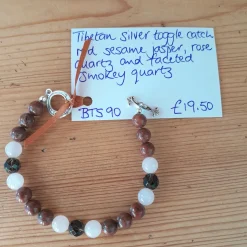 Tibetan silver toggle catch
red sesame jasper, rose
quartz and faceted
smokey quartz
BTS90 £19.50